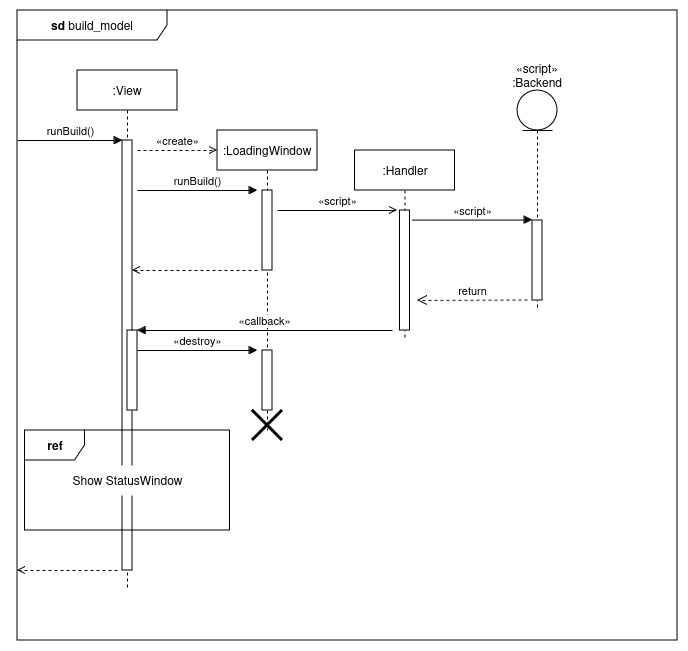 sd build_model
«script»
:Backend
:View
runBuild()
«create»
:LoadingWindow
:Handler
runBuild()
«script»
«script»
return
«callback»
«destroy»
ref
Show StatusWindow